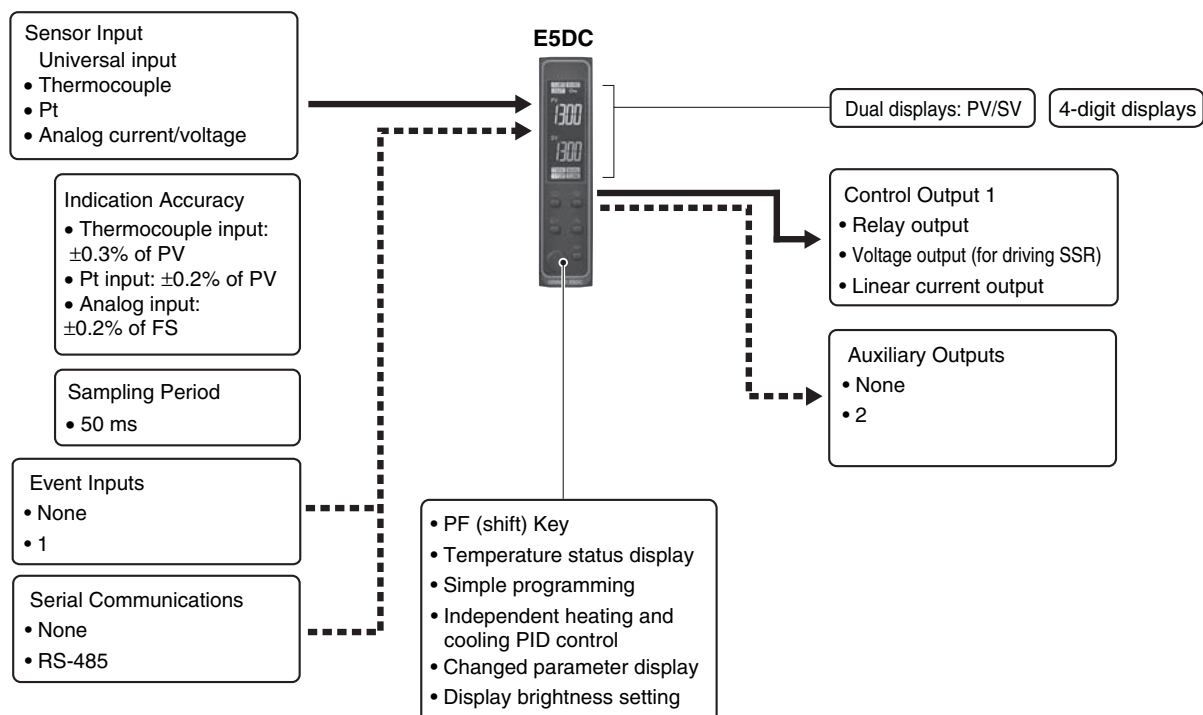 Sensor Input
Universal input
• Thermocouple
• Pt
• Analog current/voltage
Indication Accuracy
• Thermocouple input:
±0.3% of PV
• Pt input: ±0.2% of PV
• Analog input:
±0.2% of FS
Sampling Period
• 50 ms
Event Inputs
• None
• 1
Serial Communications
• None
• RS-485
E5DC
PV
1300
SV
1300
• PF (shift) Key
• Temperature status display
• Simple programming
• Independent heating and
cooling PID control
• Changed parameter display
• Display brightness setting
Dual displays: PV/SV
4-digit displays
Control Output 1
• Relay output
• Voltage output (for driving SSR)
• Linear current output
Auxiliary Outputs
• None
• 2